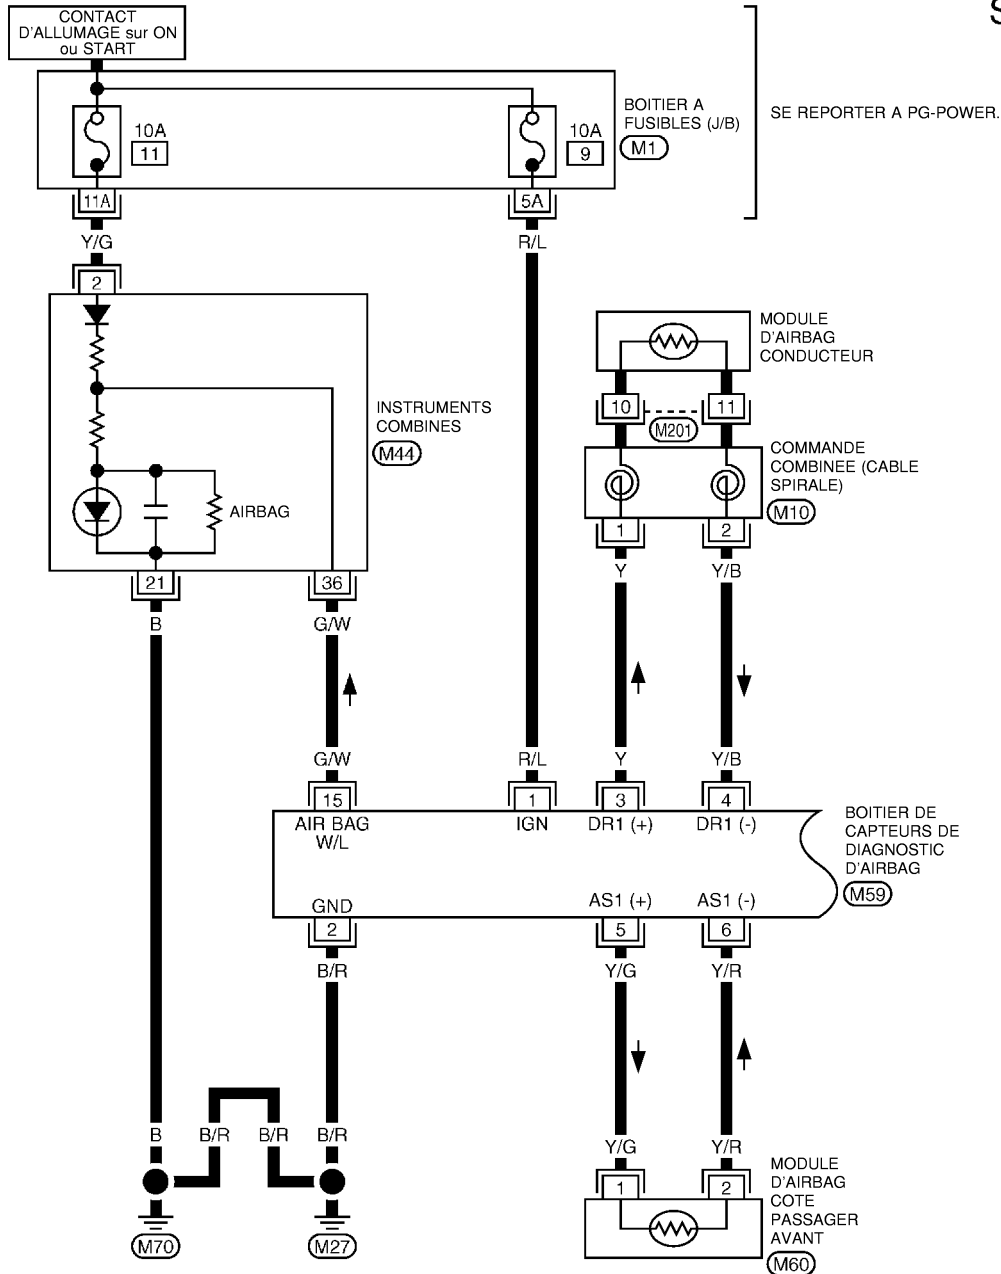 S
CONTACT
D'ALLUMAGE sur ON
ou START
10A
11
10A
9
BOITIER A
FUSIBLES (J/B)
M1
SE REPORTER A PG-POWER.
11A
5A
Y/G
R/L
2
MODULE
D'AIRBAG
CONDUCTEUR
INSTRUMENTS
COMBINES
M44
10
11
M201
COMMANDE
COMBINEE (CABLE
SPIRALE)
M10
AIRBAG
1
2
21
36
Y
Y/B
B
G/W
G/W
R/L
Y
Y/B
15
1
3
4
AIR BAG
W/L
IGN
DR1 (+)
DR1 (-)
BOITIER DE
CAPTEURS DE
DIAGNOSTIC
D'AIRBAG
M59
GND
AS1 (+)
AS1 (-)
2
5
6
B/R
Y/G
Y/R
B
B/R
B/R
B/R
Y/G
Y/R
1
2
MODULE
D'AIRBAG
COTE
PASSAGER
AVANT
M60
M70
M27